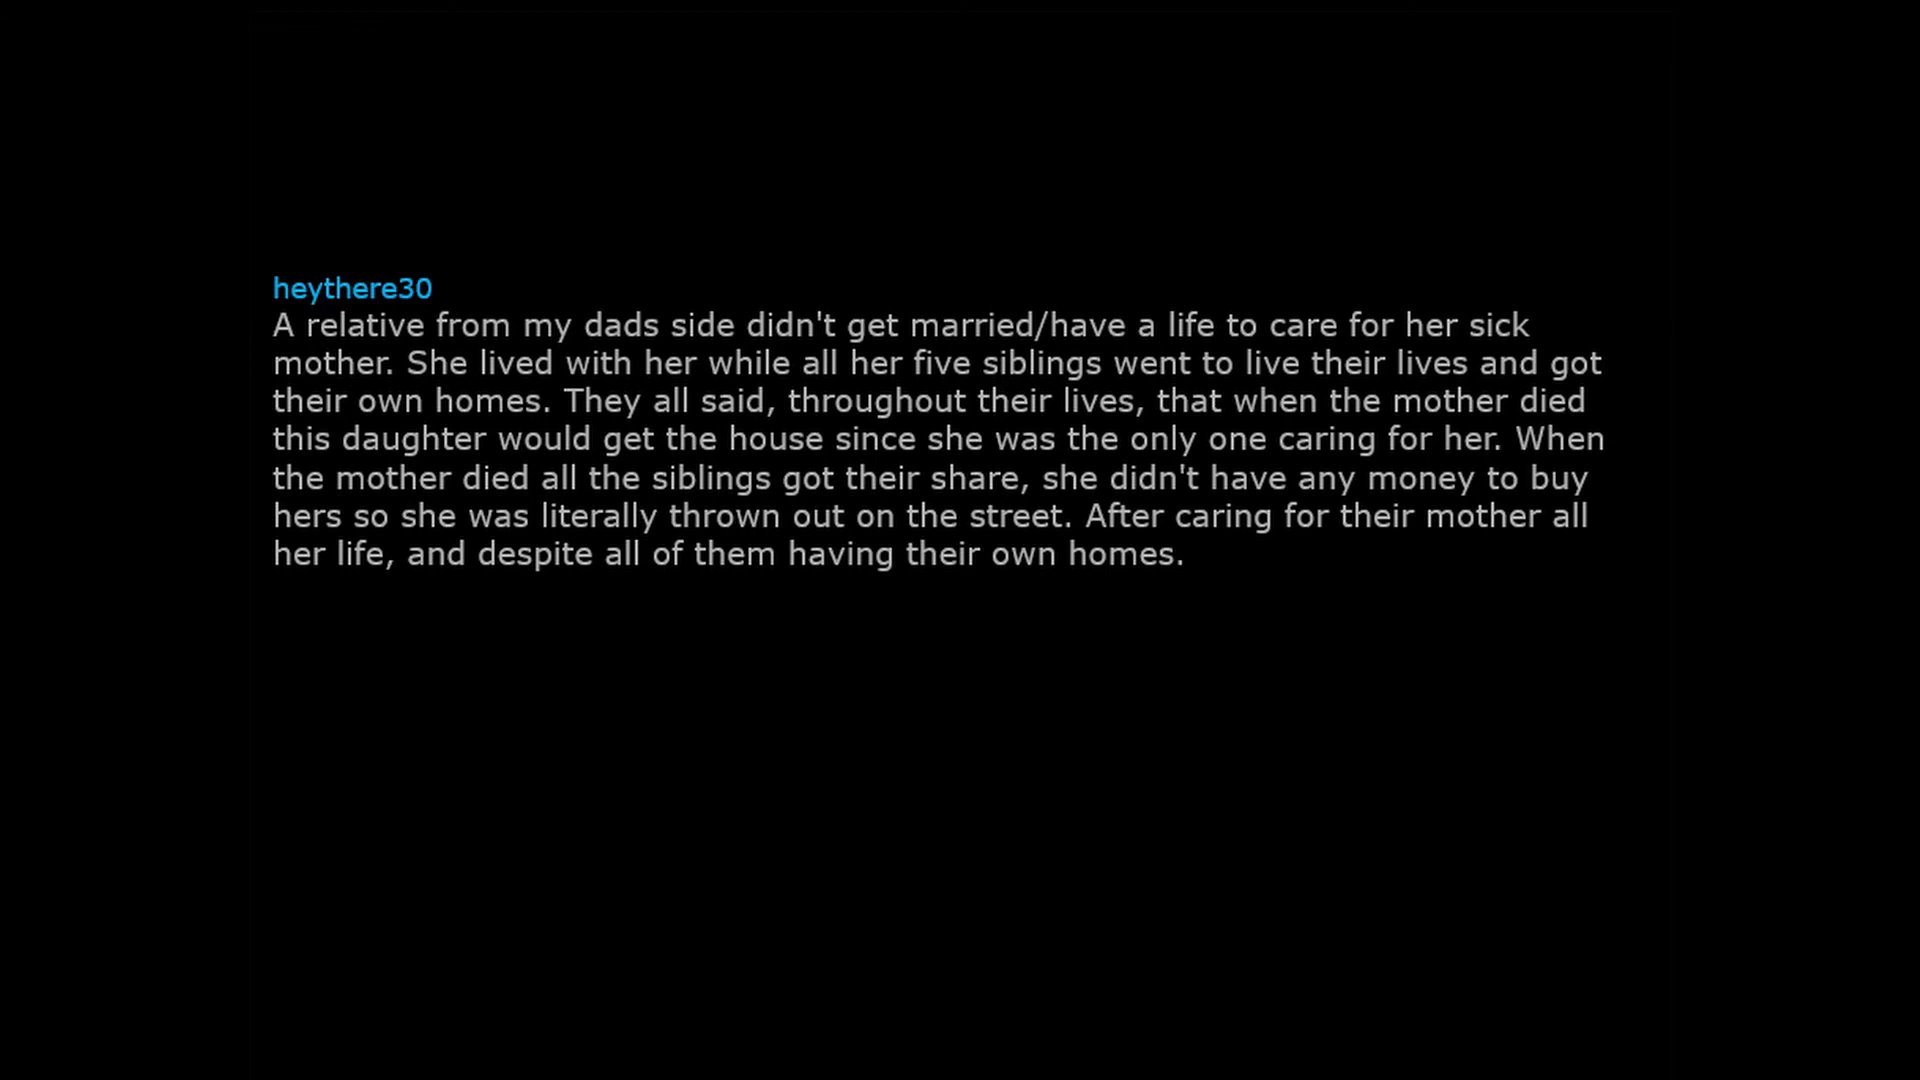 heythere30
A relative from my dads side didn't get married/have a life to care for her sick
mother. She lived with her while all her five siblings went to live their lives and got
their own homes. They all said, throughout their lives, that when the mother died
this daughter would get the house since she was the only one caring for her. When
the mother died all the siblings got their share, she didn't have any money to buy
hers so she was literally thrown out on the street. After caring for their mother all
her life, and despite all of them having their own homes.